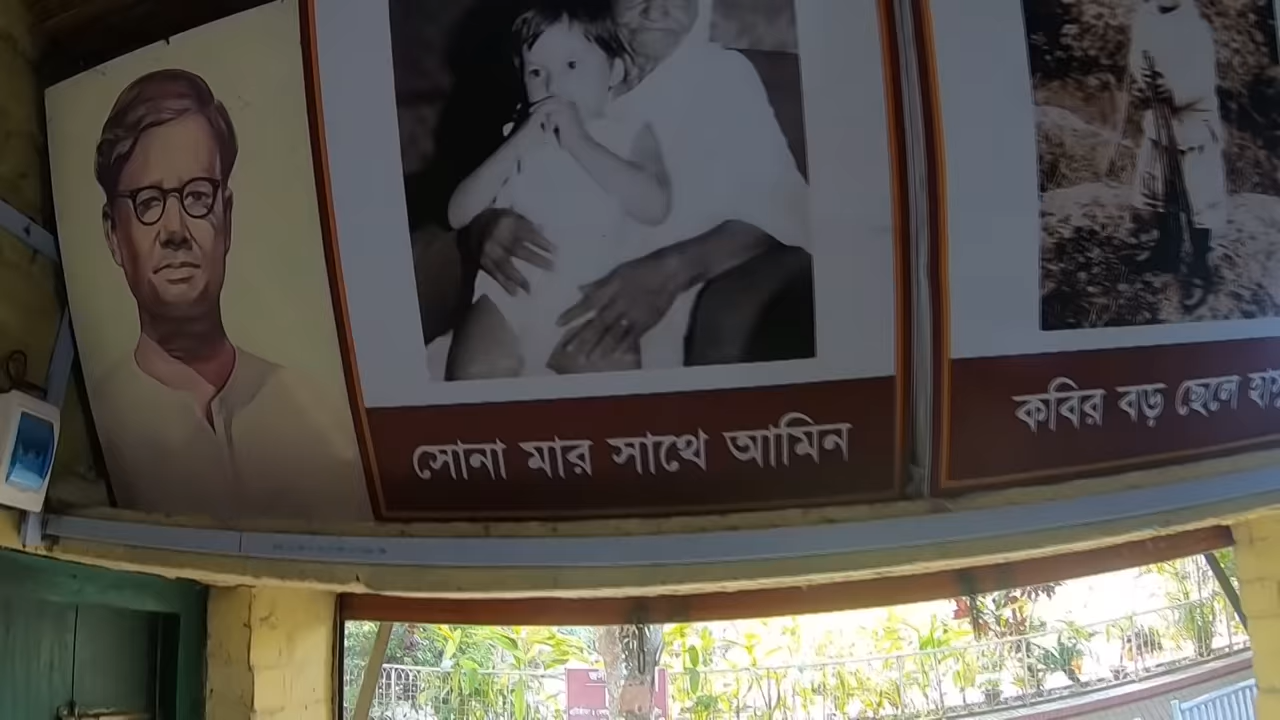 সোনা মার সাথে আমিন
কবির বড় ছেলে